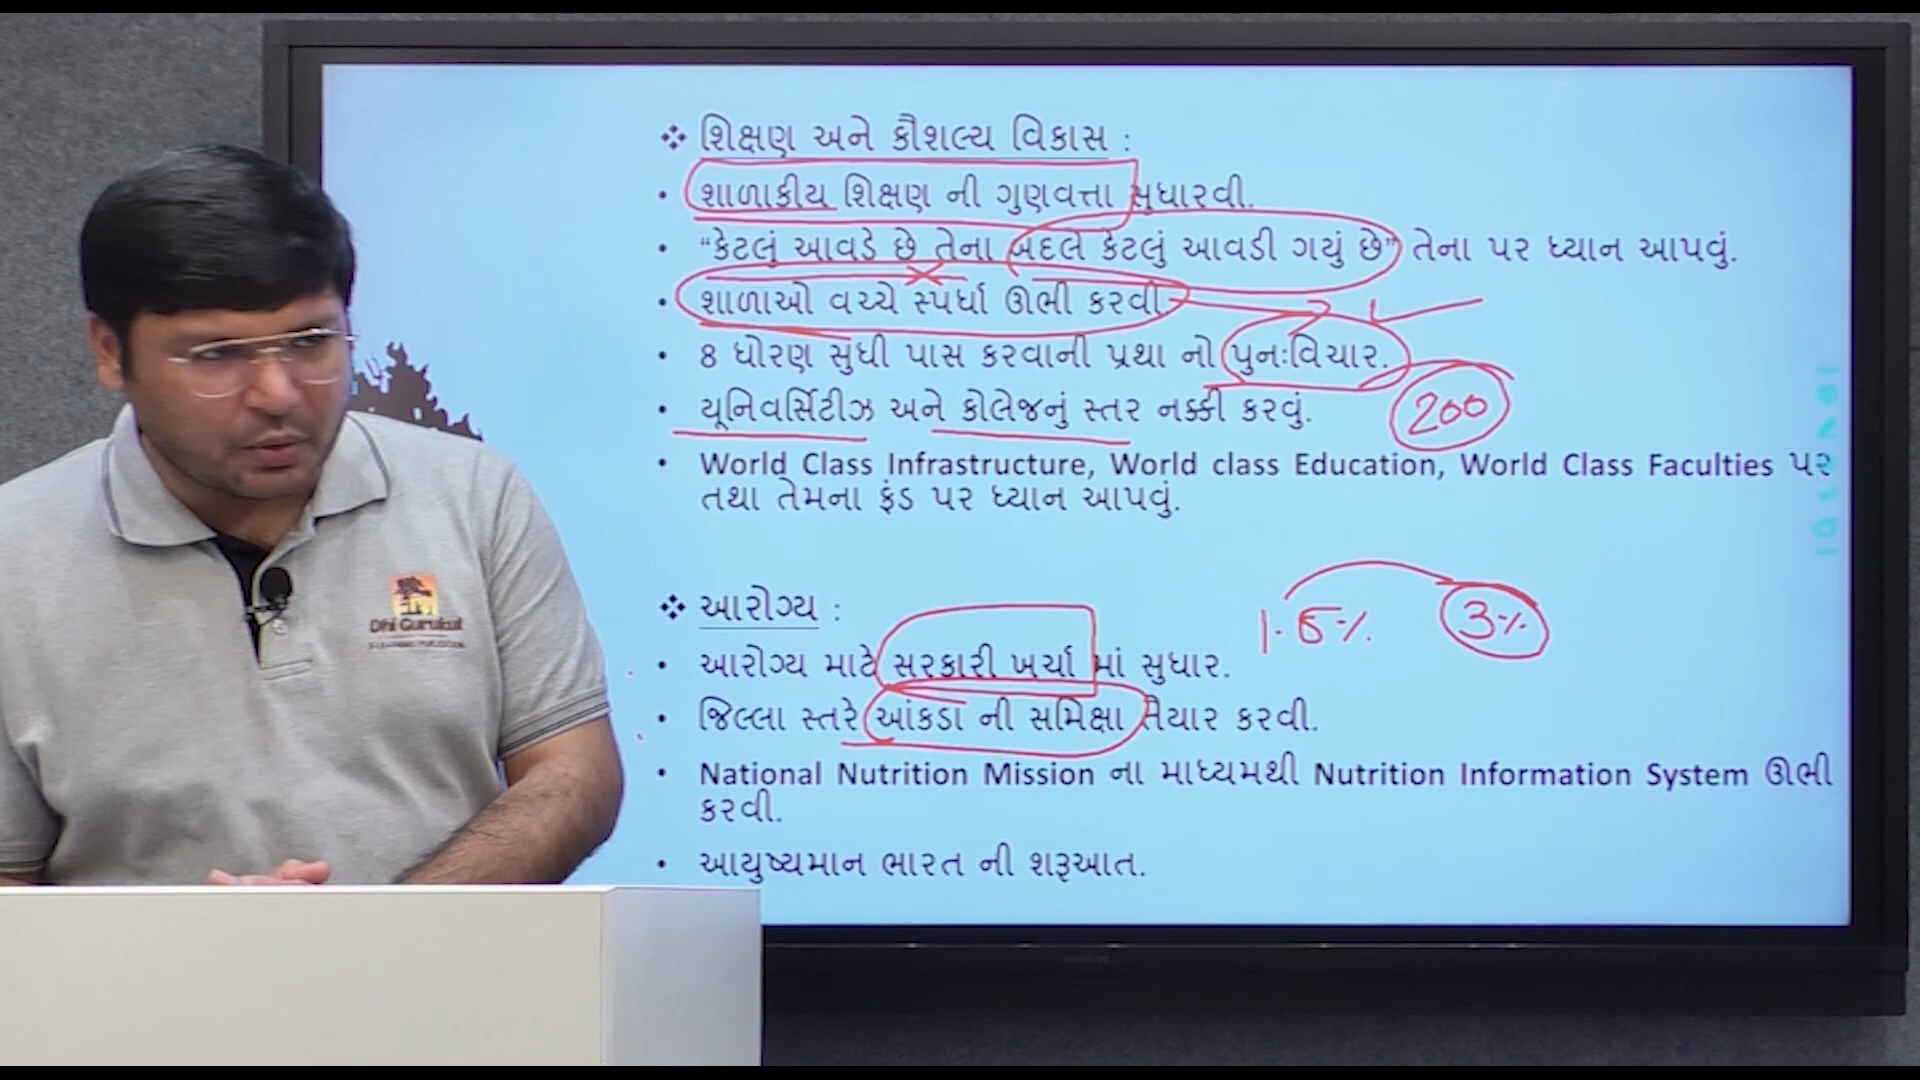 ❖ શિક્ષણ અને કૌશલ્ય વિકાસ :
• શાળાકીય શિક્ષણ ની ગુણવત્તા સુધારવી.
• “કેટલું આવડે છે તેના બદલે કેટલું આવડી ગયું છે” તેના પર ધ્યાન આપવું.
• શાળાઓ વચ્ચે સ્પર્ધા ઊભી કરવી
• 8 ધોરણ સુધી પાસ કરવાની પ્રથા નો પુનઃવિચાર.
• યૂનિવર્સિટીઝ અને કોલેજનું સ્તર નક્કી કરવું.
200
• World Class Infrastructure, World class Education, World Class Faculties પર
તથા તેમના ફંડ પર ધ્યાન આપવું.
❖ આરોગ્ય :
1.5% 3%
• આરોગ્ય માટે સરકારી ખર્ચા માં સુધાર.
• જિલ્લા સ્તરે આંકડા ની સમિક્ષા તૈયાર કરવી.
• National Nutrition Mission ના માધ્યમથી Nutrition Information System ઊભી
કરવી.
• આયુષ્યમાન ભારત ની શરૂઆત.
Dhi Gurukul